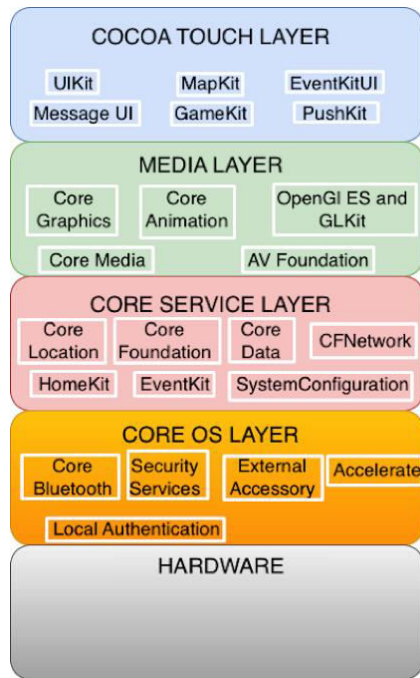 COCOA TOUCH LAYER
UIKit MapKit EventKitUI
Message UI GameKit PushKit
MEDIA LAYER
Core Graphics
Core Animation
OpenGl ES and GLKit
Core Media AV Foundation
CORE SERVICE LAYER
Core Location
Core Foundation
Core Data
CFNetwork
HomeKit EventKit SystemConfiguration
CORE OS LAYER
Core Bluetooth
Security Services
External Accessory
Accelerate
Local Authentication
HARDWARE